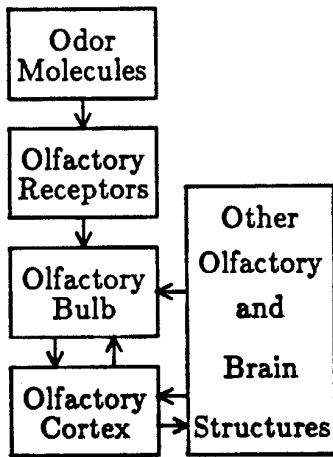 Odor
Molecules
Olfactory
Receptors
Olfactory
Bulb
Olfactory
Cortex
Other
Olfactory
and
Brain
Structures